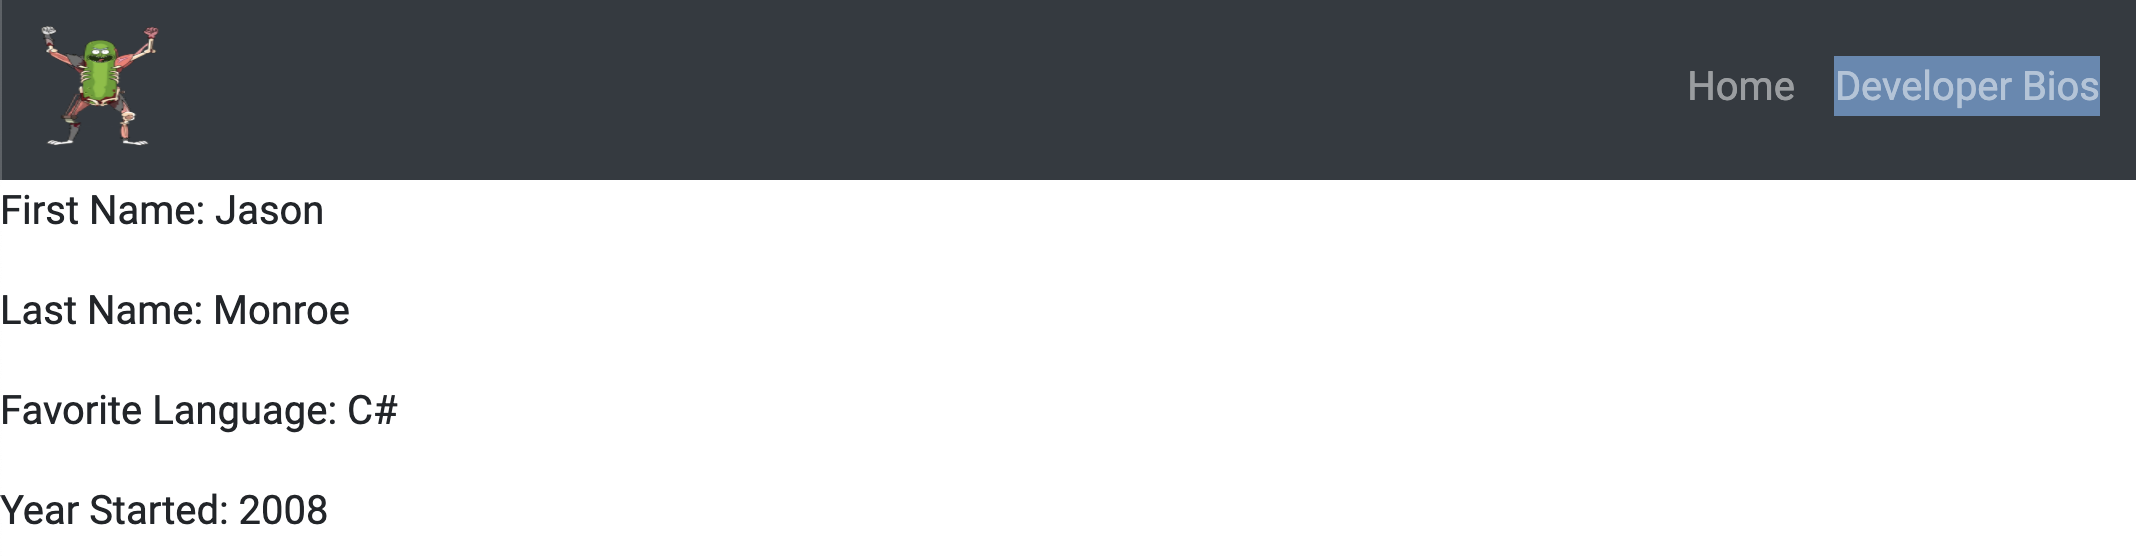 Home Developer Bios
First Name: Jason
Last Name: Monroe
Favorite Language: C#
Year Started: 2008